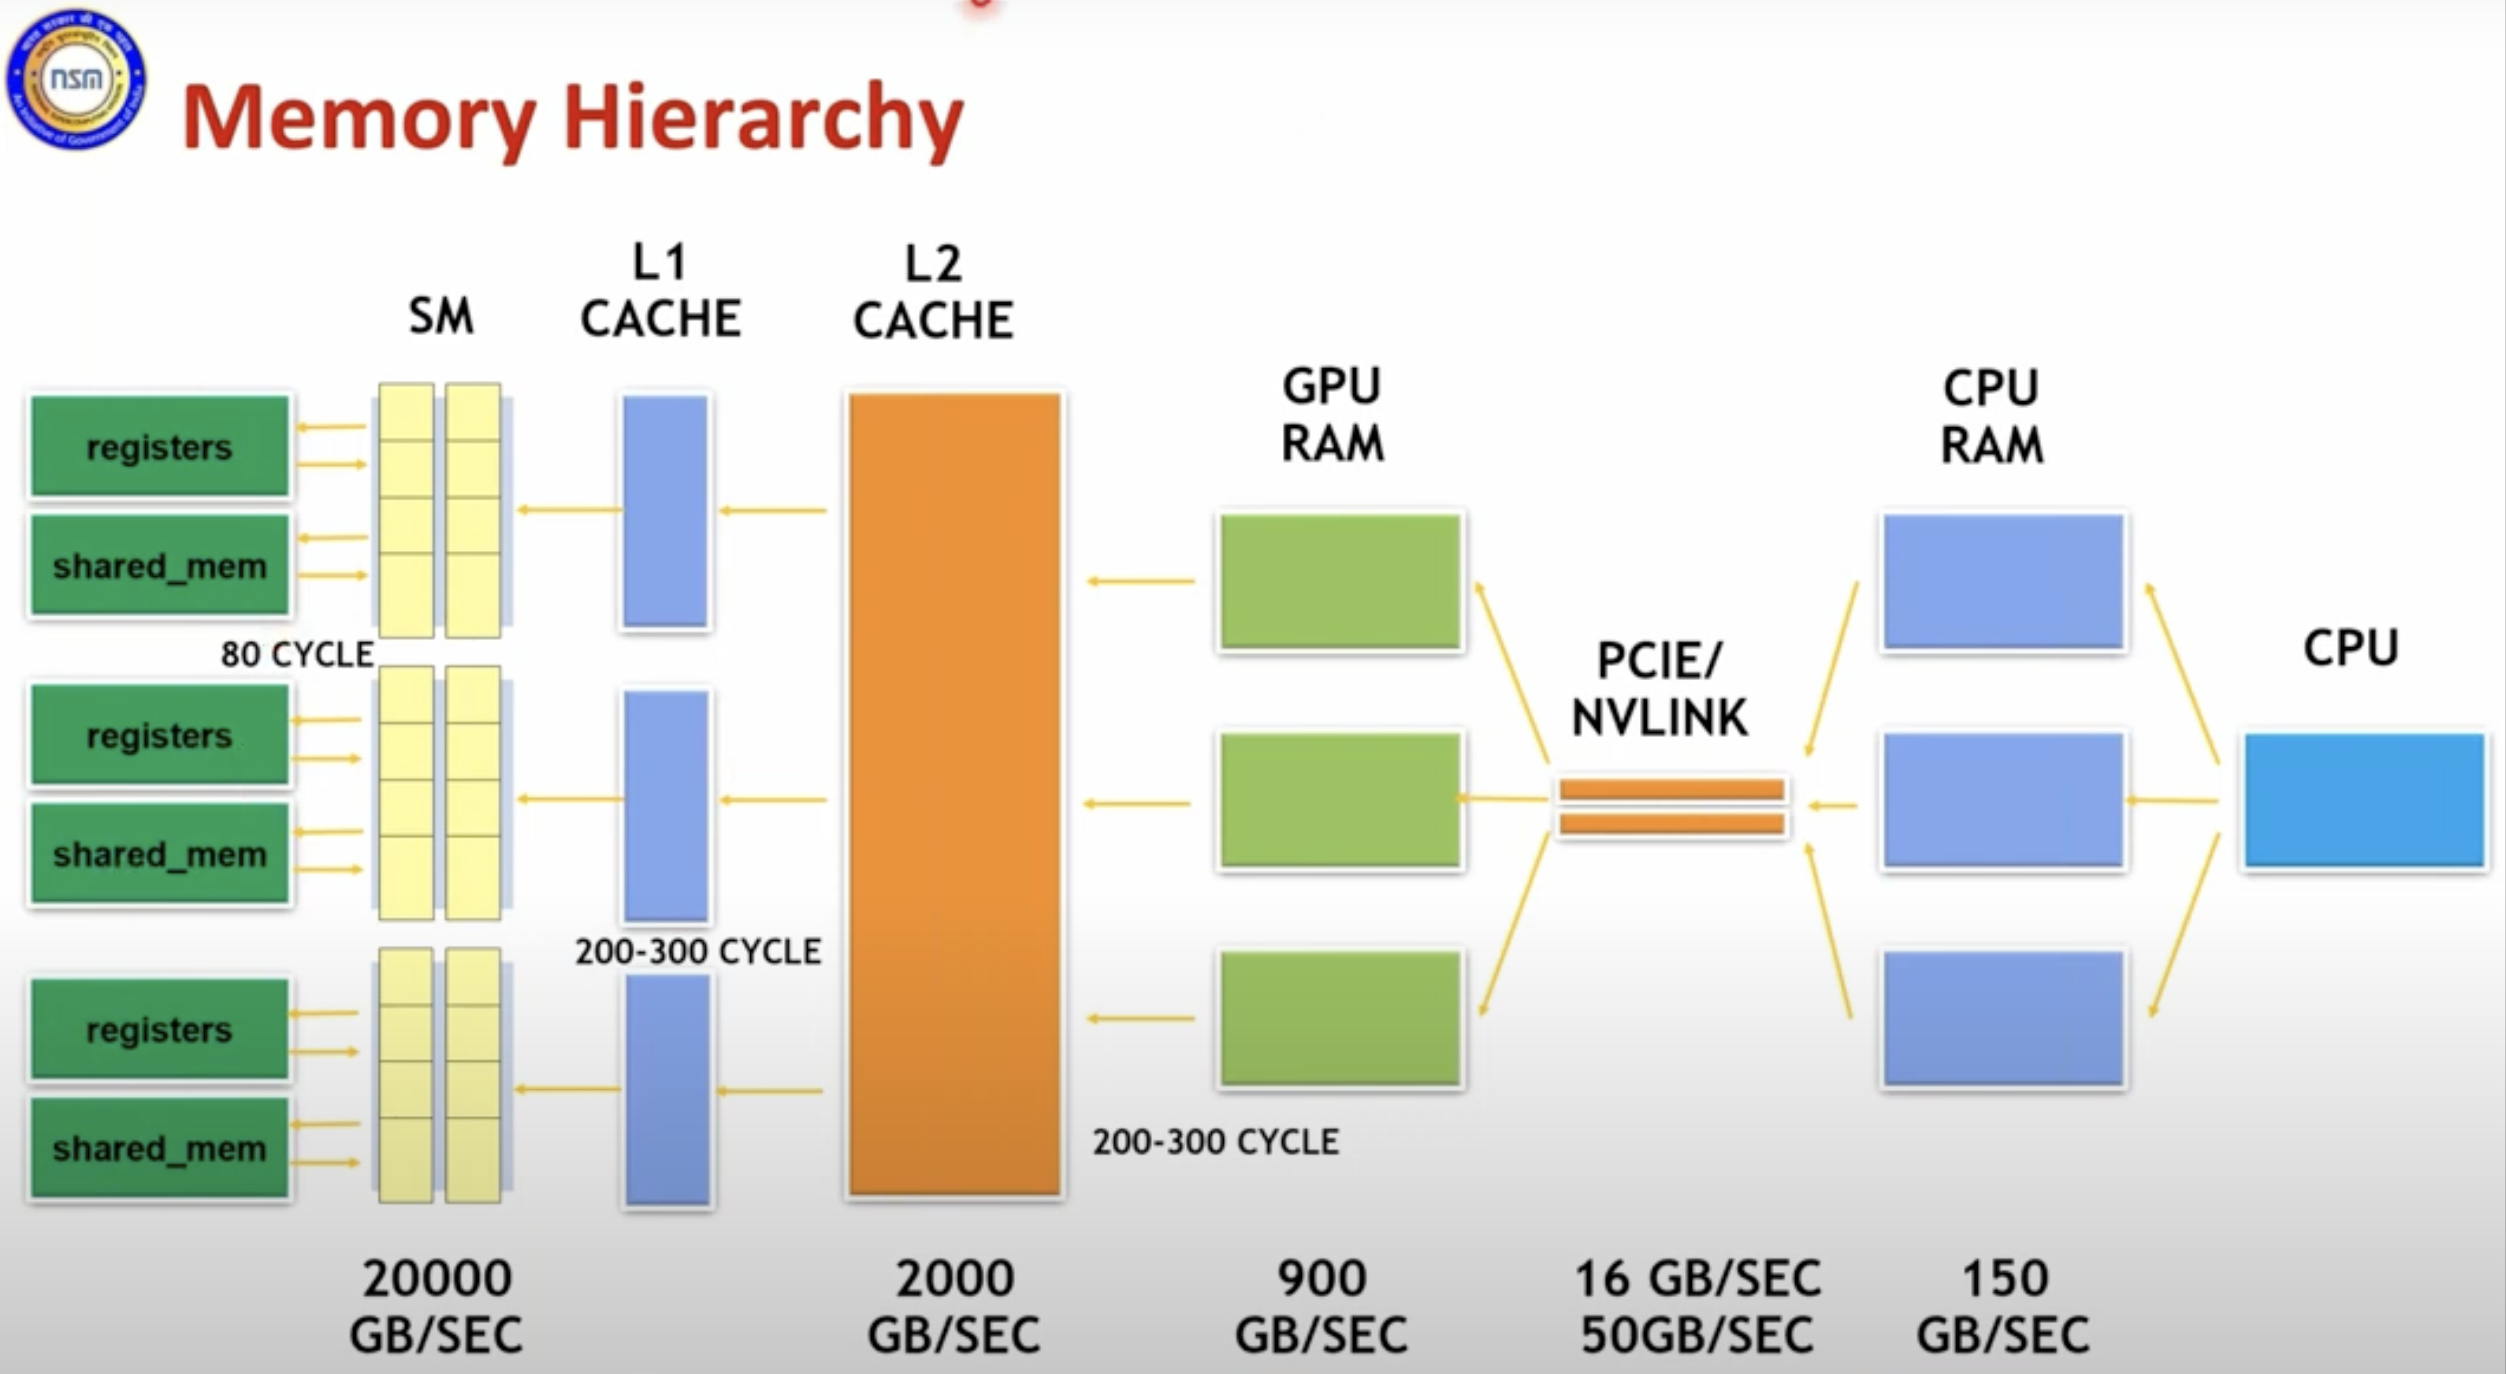 nsm
Memory Hierarchy
SM
L1
CACHE
L2
CACHE
GPU
RAM
CPU
RAM
PCIE/
NVLINK
CPU
registers
shared_mem
80 CYCLE
registers
shared_mem
200-300 CYCLE
registers
shared_mem
200-300 CYCLE
20000
GB/SEC
2000
GB/SEC
900
GB/SEC
16 GB/SEC
50GB/SEC
150
GB/SEC